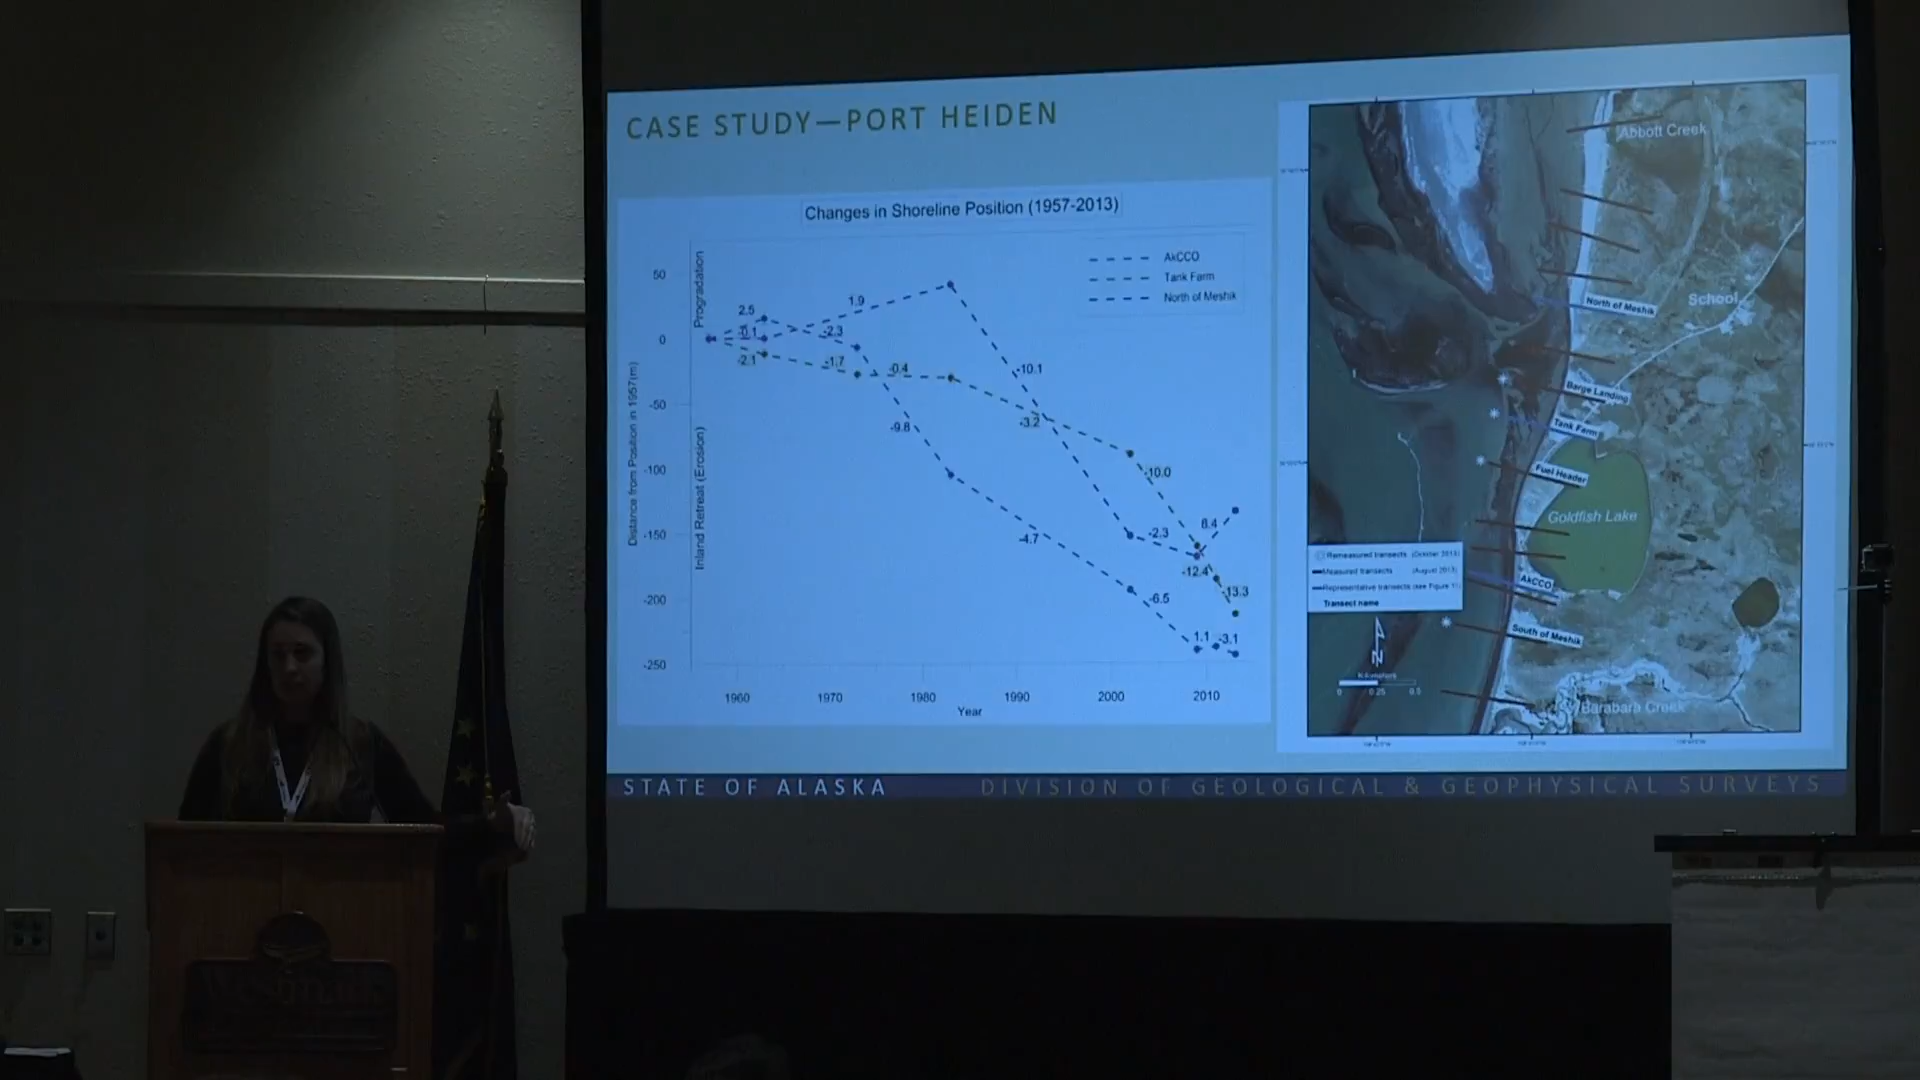 CASE STUDY—PORT HEIDEN
Changes in Shoreline Position (1957-2013)
AkCCO
Tank Farm
North of Meshik
Distance from Position in 1957(m)
Progradation
Inland Retreat (Erosion)
50
0
-50
-100
-150
-200
-250
2.5
1.9
-0.1
-2.3
-2.1
-1.7
-0.4
-10.1
-3.2
-9.8
-10.0
8.4
-2.3
-4.7
-12.4
-13.3
-6.5
1.1
-3.1
1960
1970
1980
1990
2000
2010
Year
Abbott Creek
North of Meshik
School
Barge Landing
Tank Farm
Fuel Header
Goldfish Lake
AkCCO
South of Meshik
Barabara Creek
Remeasured transects (October 2013)
Measured transects (August 2013)
Representative transects (see Figure 11)
Transect name
N
Kilometers
0 0.25 0.5
STATE OF ALASKA
DIVISION OF GEOLOGICAL & GEOPHYSICAL SURVEYS
Westmark